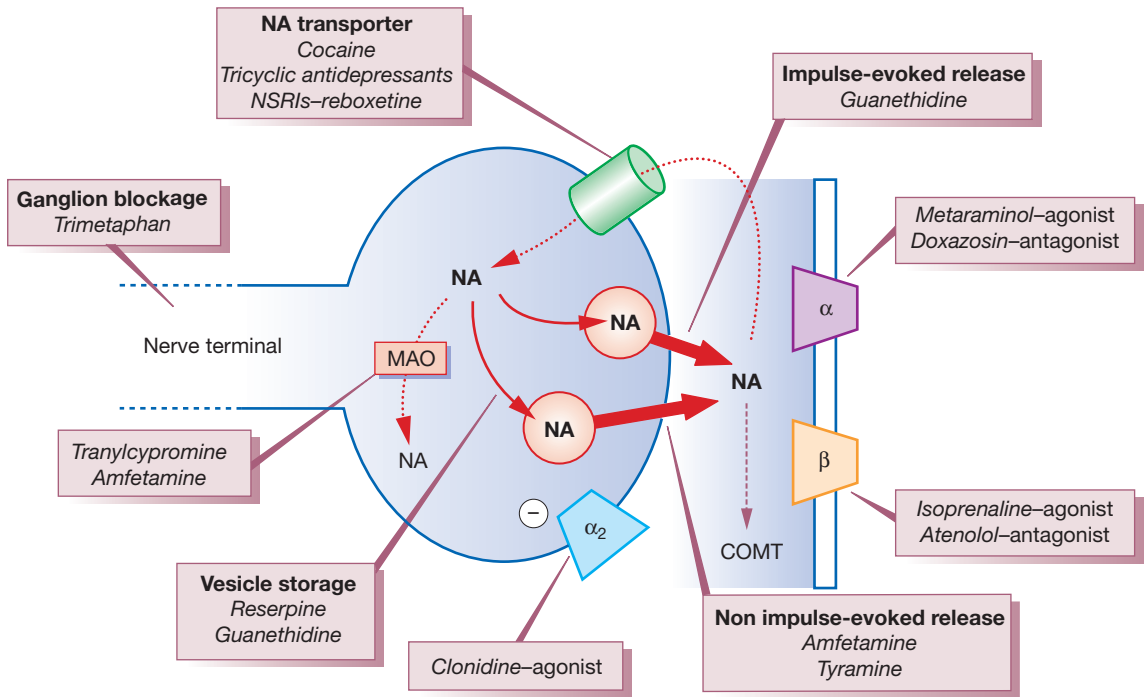 NA transporter
Cocaine
Tricyclic antidepressants
NSRIs–reboxetine
Impulse-evoked release
Guanethidine
Ganglion blockage
Trimetaphan
Metaraminol–agonist
Doxazosin–antagonist
NA
NA
α
Nerve terminal
MAO
NA
NA
NA
β
Tranylcypromine
Amfetamine
–
α2
COMT
Isoprenaline–agonist
Atenolol–antagonist
Vesicle storage
Reserpine
Guanethidine
Clonidine–agonist
Non impulse-evoked release
Amfetamine
Tyramine